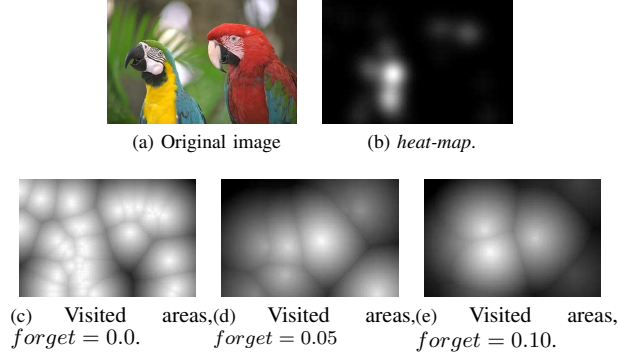 (a) Original image
(b) heat-map.
(c) Visited areas,
forget = 0.0.
(d) Visited areas,
forget = 0.05
(e) Visited areas,
forget = 0.10.